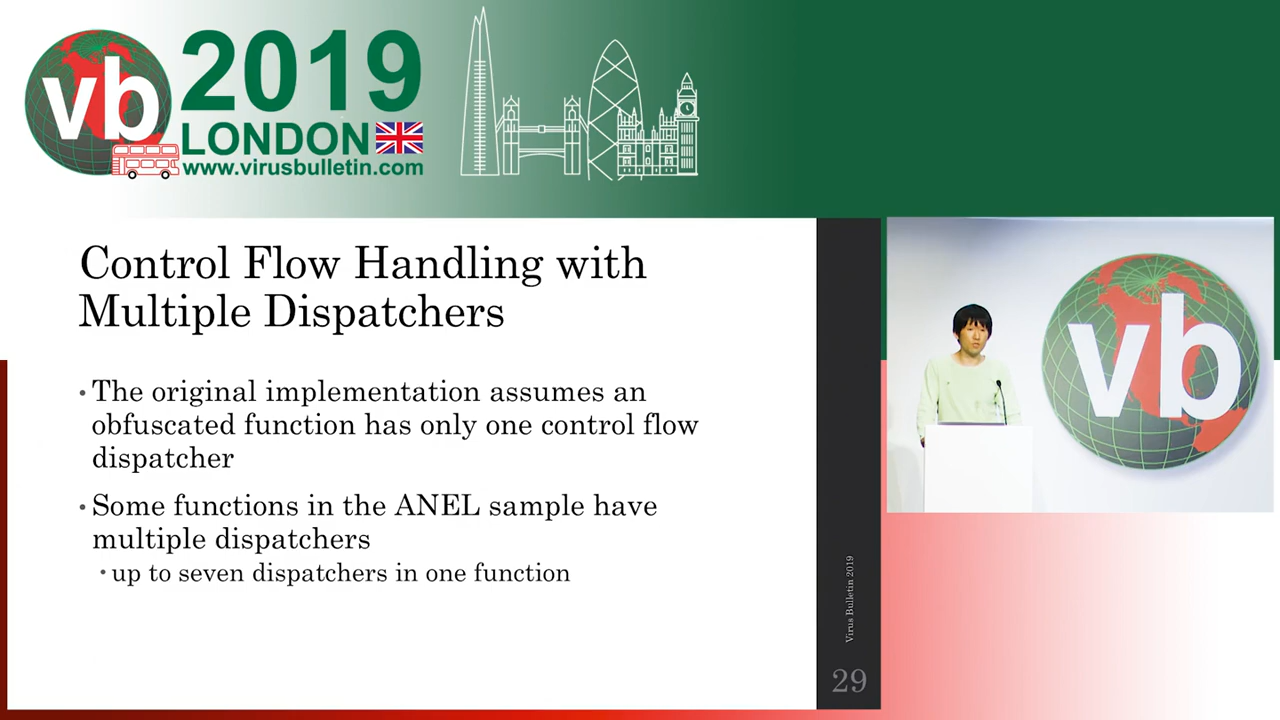 vb
2019
LONDON
www.virusbulletin.com
Control Flow Handling with
Multiple Dispatchers
• The original implementation assumes an
obfuscated function has only one control flow
dispatcher
• Some functions in the ANEL sample have
multiple dispatchers
• up to seven dispatchers in one function
Virus Bulletin 2019
29
vb